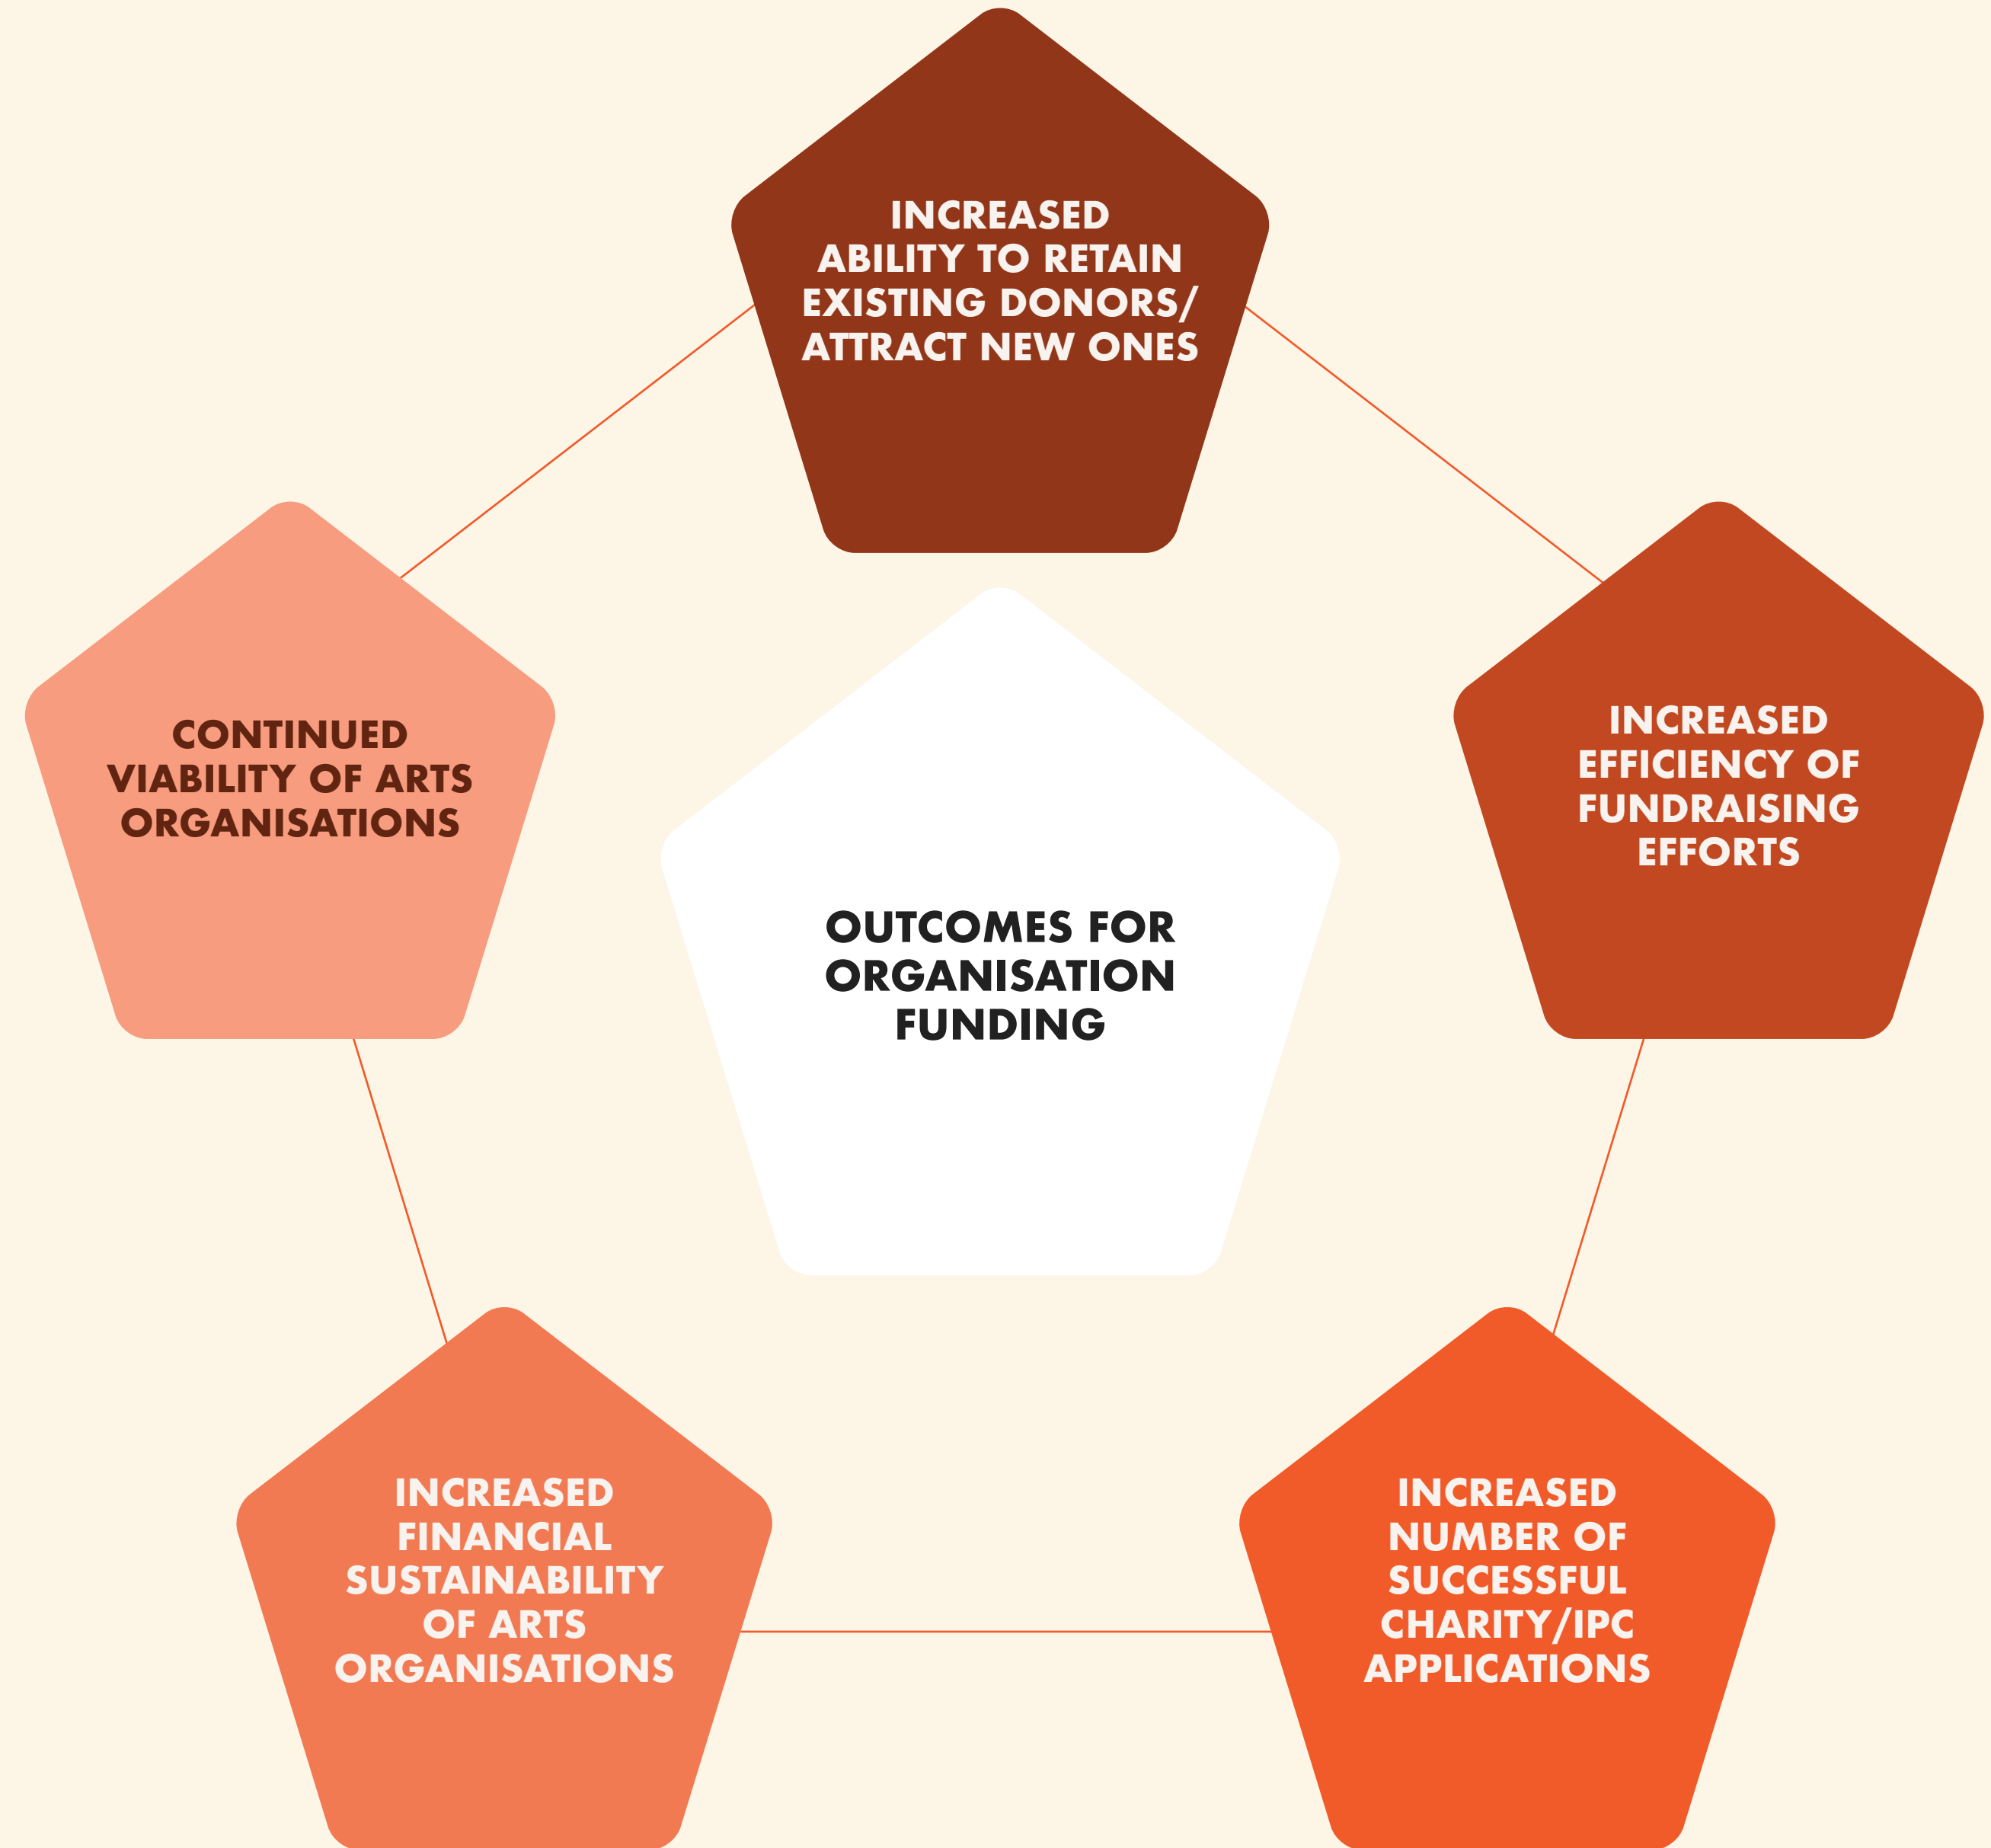 INCREASED
ABILITY TO RETAIN
EXISTING DONORS/
ATTRACT NEW ONES
CONTINUED
VIABILITY OF ARTS
ORGANISATIONS
INCREASED
EFFICIENCY OF
FUNDRAISING
EFFORTS
OUTCOMES FOR
ORGANISATION
FUNDING
INCREASED
FINANCIAL
SUSTAINABILITY
OF ARTS
ORGANISATIONS
INCREASED
NUMBER OF
SUCCESSFUL
CHARITY/IPC
APPLICATIONS